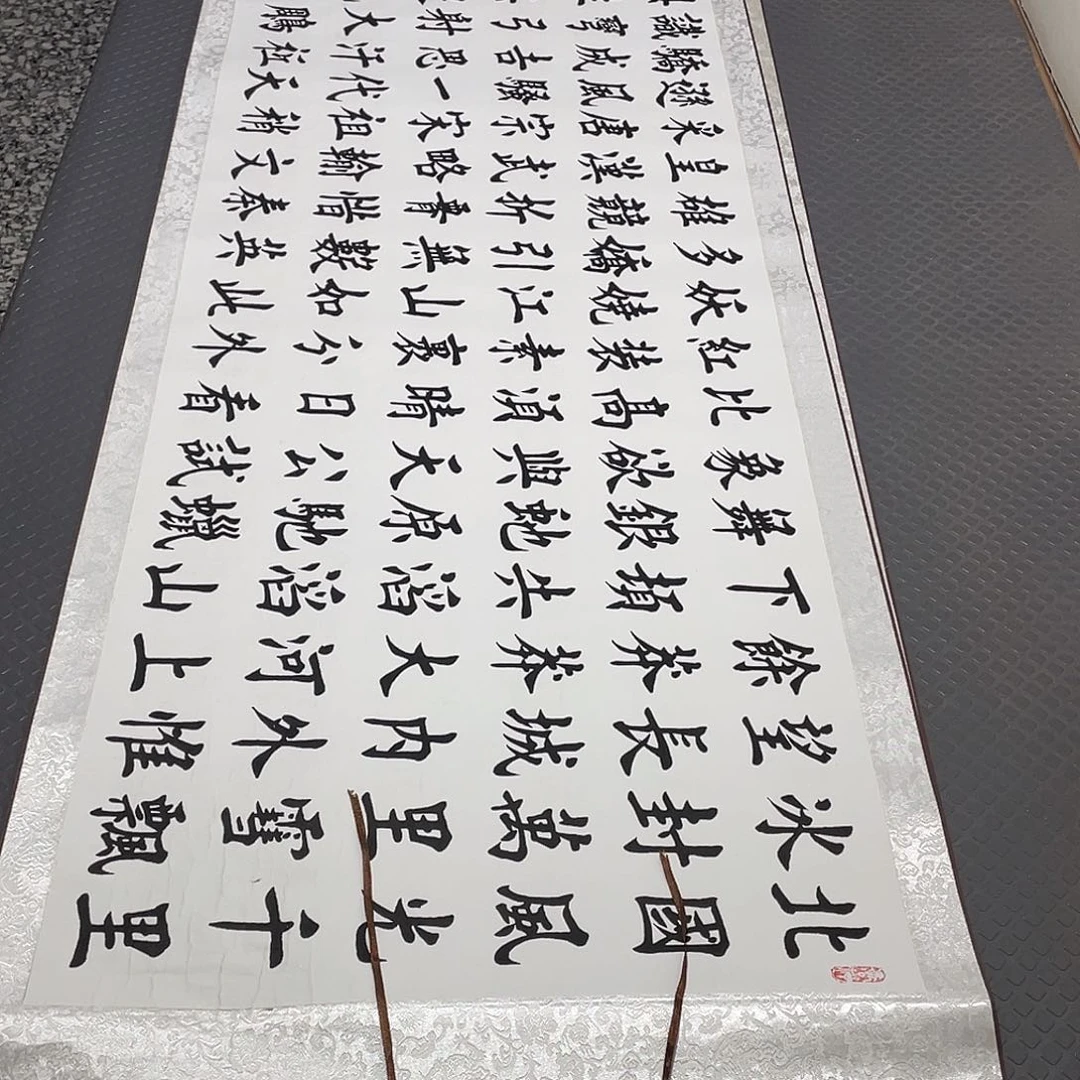 北國風光千里
冰封萬里雪飄
望長城内外惟
餘莽莽大河上
下頓失滔滔山
舞銀蛇原馳蠟
象欲與天公試
比高須晴日看
紅裝素裹分外
妖嬈江山如此
多嬌引無數英
雄競折腰惜秦
皇漢武略輸文
采唐宗宋祖稍
遜風騷一代天
驕成吉思汗祇
識彎弓射大鵰